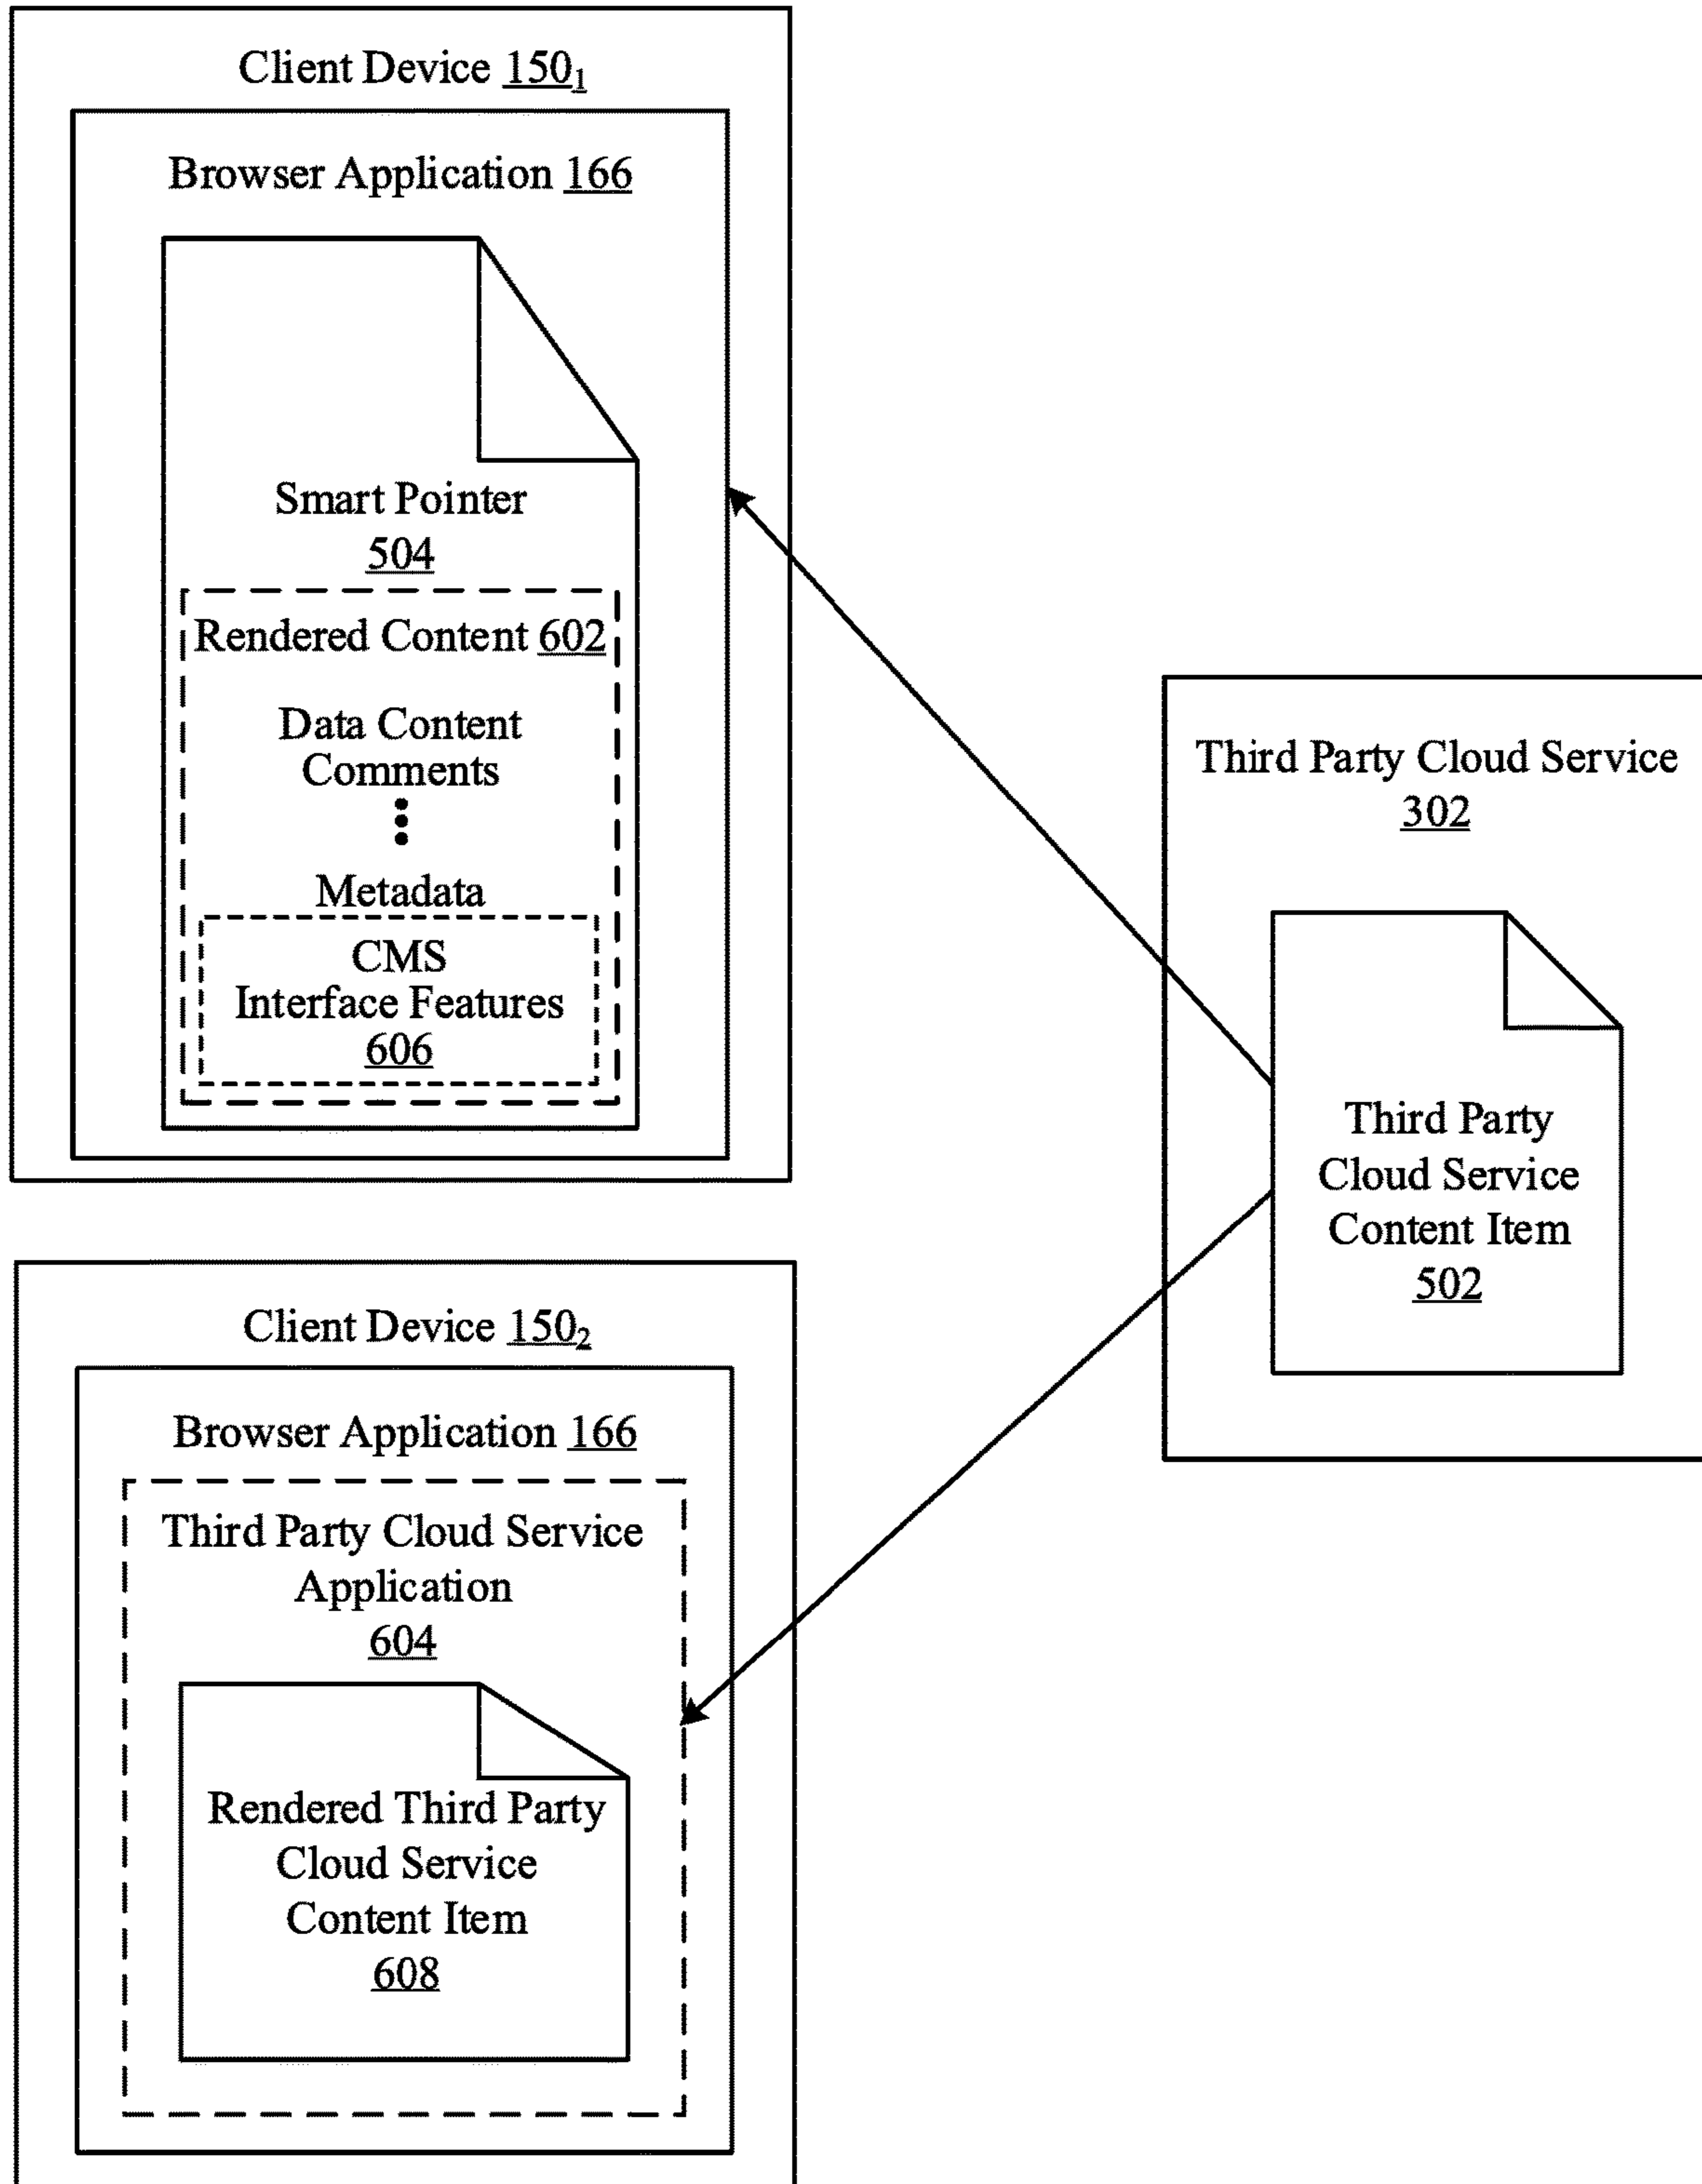 Client Device 150₁
Browser Application 166
Smart Pointer
504
Rendered Content 602
Data Content
Comments
Metadata
CMS
Interface Features
606
Third Party Cloud Service
302
Third Party
Cloud Service
Content Item
502
Client Device 150₂
Browser Application 166
Third Party Cloud Service
Application
604
Rendered Third Party
Cloud Service
Content Item
608